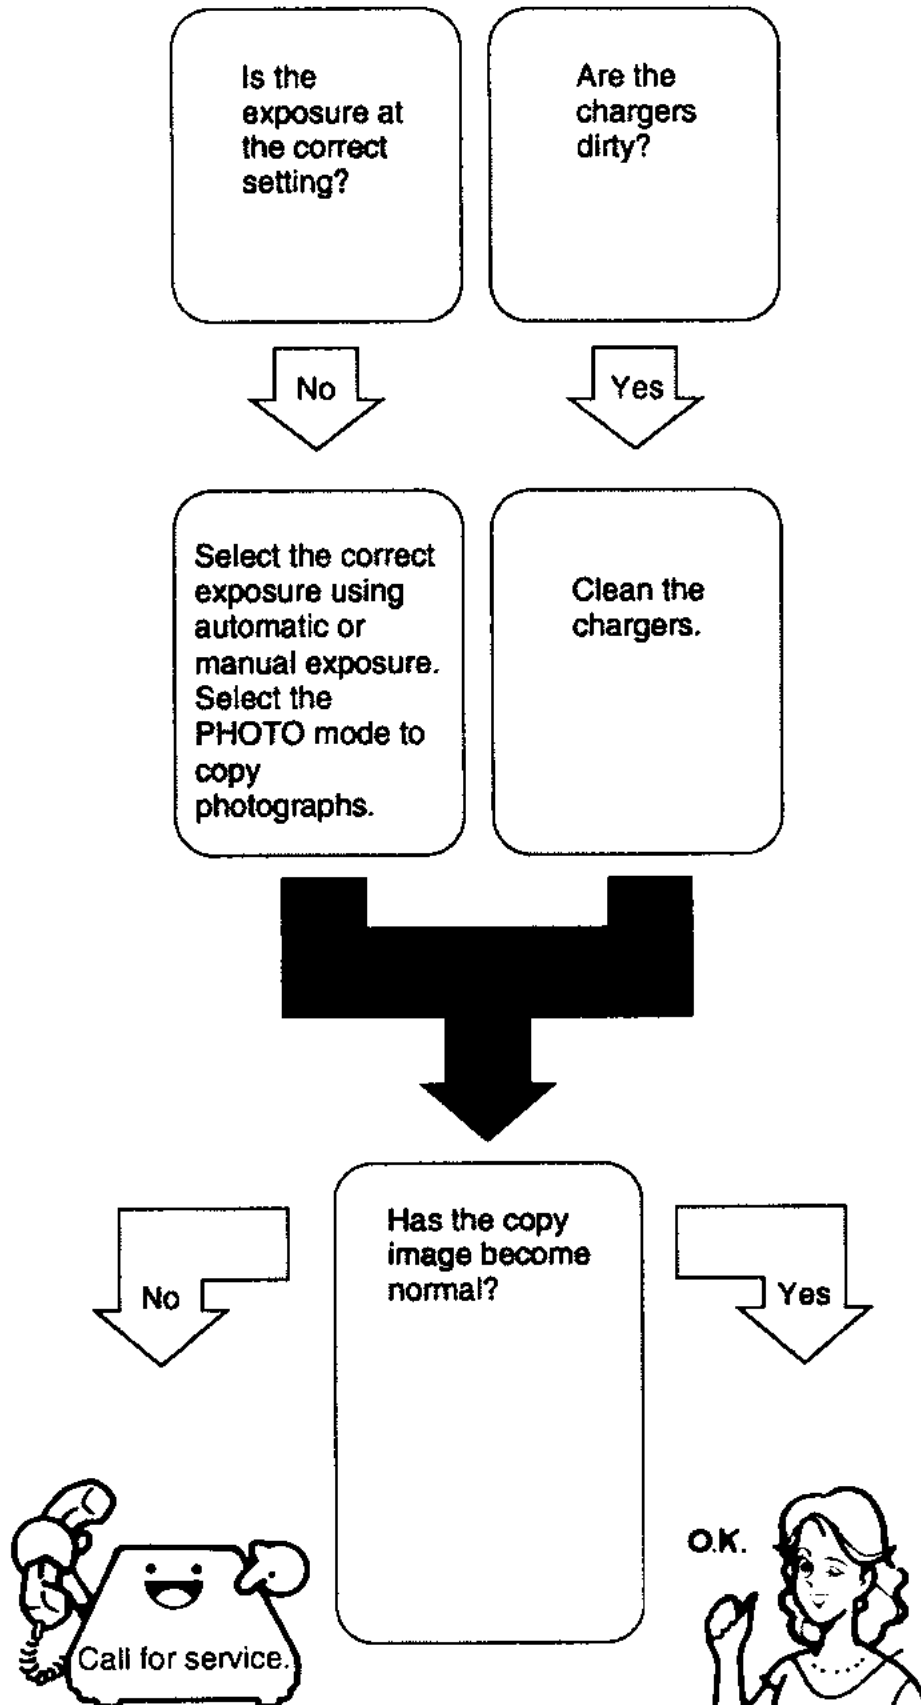 Is the
exposure at
the correct
setting?
Are the
chargers
dirty?
No
Yes
Select the correct
exposure using
automatic or
manual exposure.
Select the
PHOTO mode to
copy
photographs.
Clean the
chargers.
Has the copy
image become
normal?
No
Yes
O.K.
Call for service.